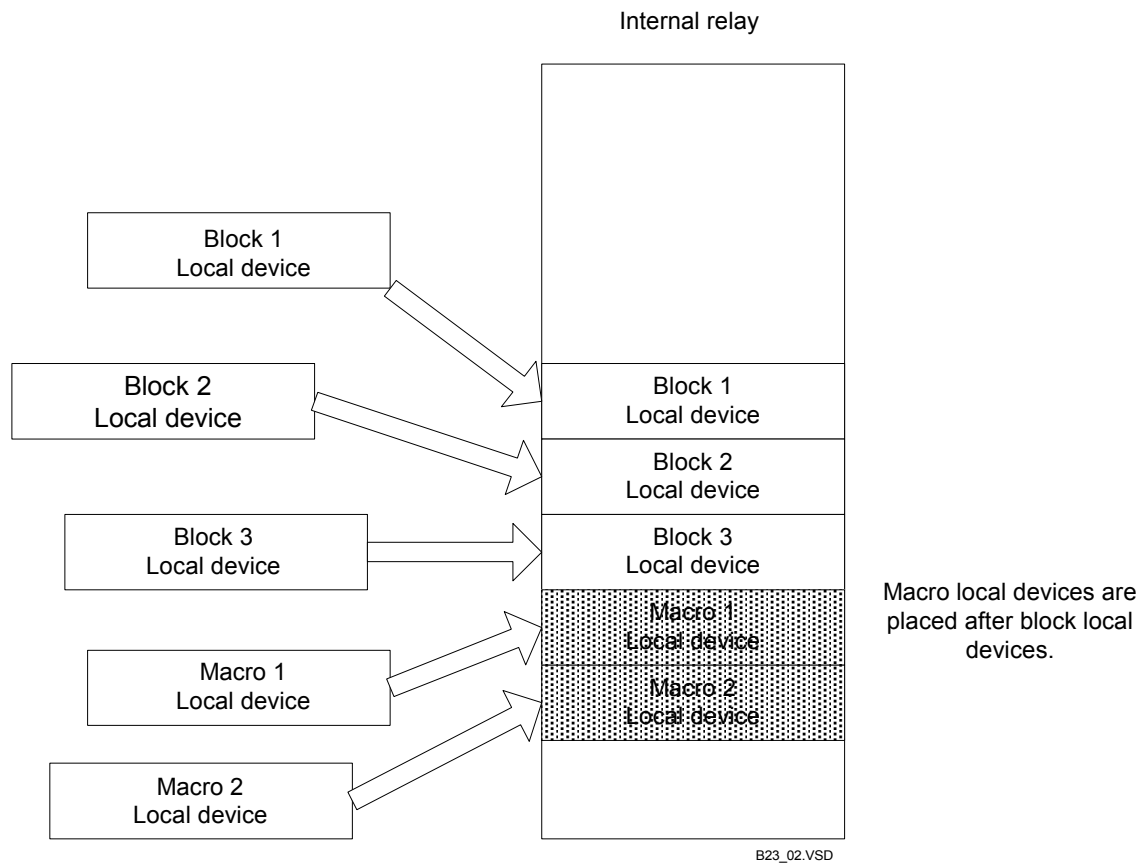 Internal relay
Block 1
Local device
Block 2
Local device
Block 3
Local device
Macro 1
Local device
Macro 2
Local device
Block 1
Local device
Block 2
Local device
Block 3
Local device
Macro 1
Local device
Macro 2
Local device
Macro local devices are
placed after block local
devices.
B23_02.VSD